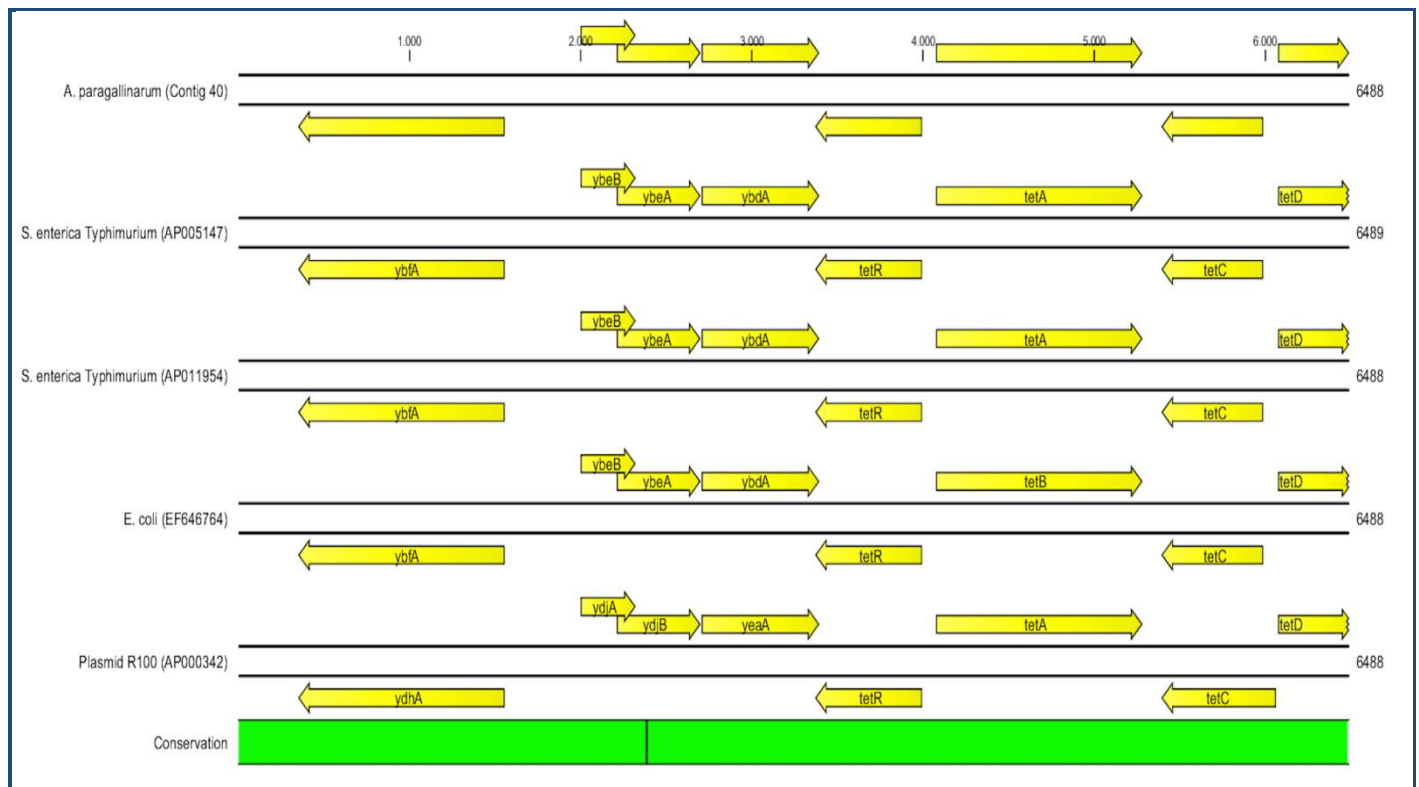 1.000 2.000 3.000 4.000 5.000 6.000
A. paragallinarum (Contig 40) 6488
ybeB
ybeA ybdA tetA tetD
S. enterica Typhimurium (AP005147) 6489
ybfA tetR tetC
ybeB
ybeA ybdA tetA tetD
S. enterica Typhimurium (AP011954) 6488
ybfA tetR tetC
ybeB
ybeA ybdA tetB tetD
E. coli (EF646764) 6488
ybfA tetR tetC
ydjA
ydjB yeaA tetA tetD
Plasmid R100 (AP000342) 6488
ydhA tetR tetC
Conservation